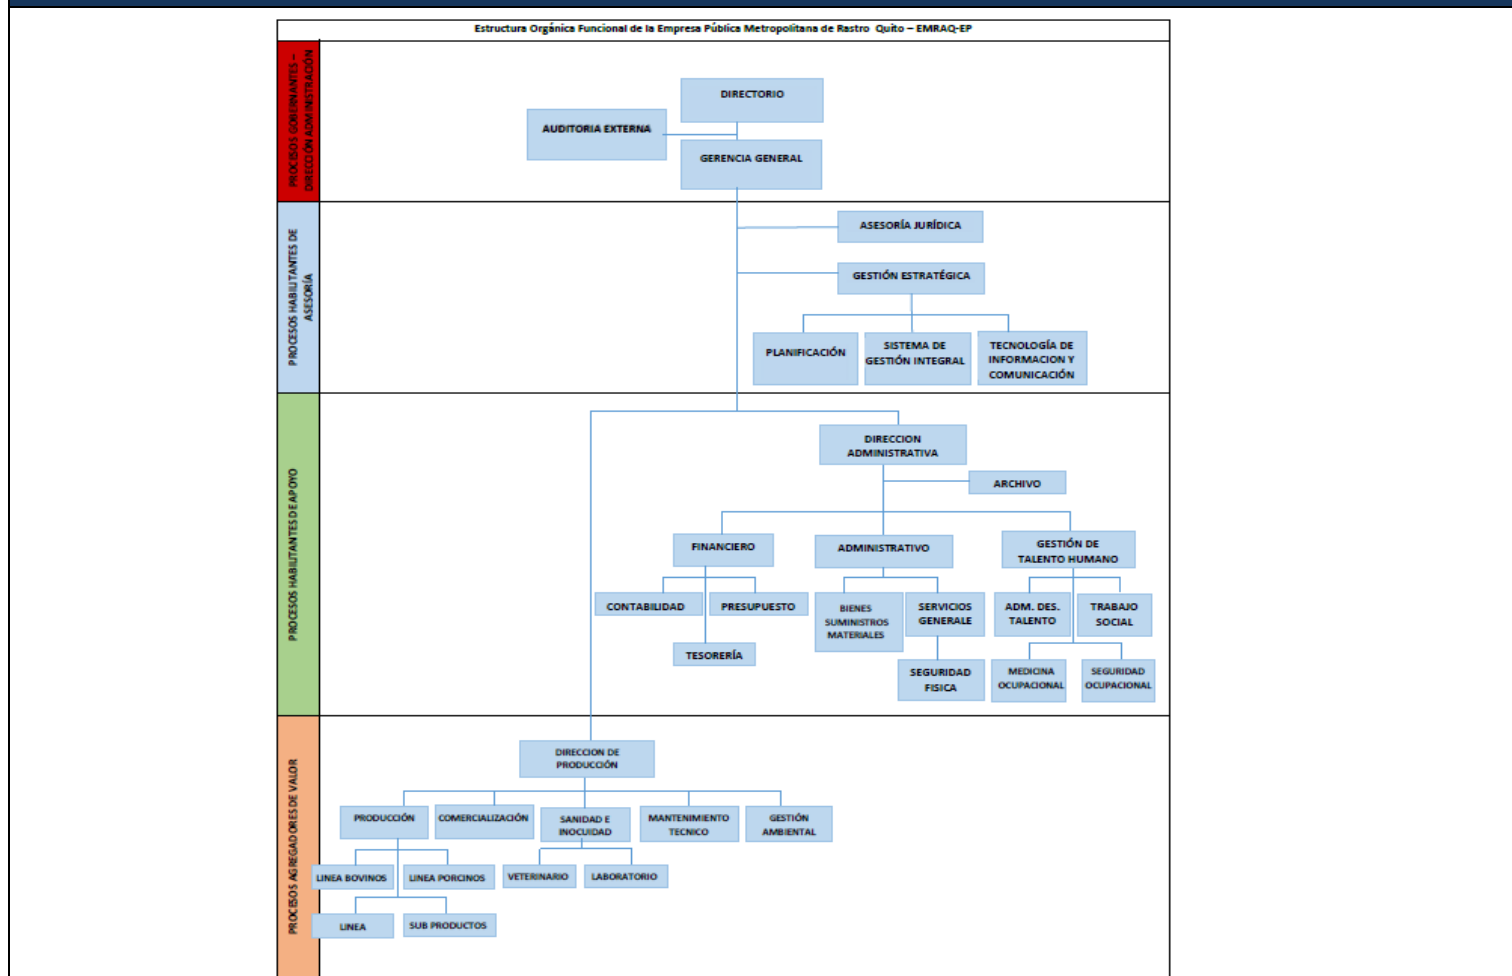 Estructura Orgánica Funcional de la Empresa Pública Metropolitana de Rastro Quito – EMRAQ-EP
PROCESOS GOBERNANTES –
DIRECCIÓN ADMINISTRACIÓN
DIRECTORIO
AUDITORIA EXTERNA
GERENCIA GENERAL
PROCESOS HABILITANTES DE
ASESORÍA
ASESORÍA JURÍDICA
GESTIÓN ESTRATÉGICA
PLANIFICACIÓN
SISTEMA DE
GESTIÓN INTEGRAL
TECNOLOGÍA DE
INFORMACION Y
COMUNICACIÓN
PROCESOS HABILITANTES DE APOYO
DIRECCION
ADMINISTRATIVA
ARCHIVO
FINANCIERO
ADMINISTRATIVO
GESTIÓN DE
TALENTO HUMANO
CONTABILIDAD
PRESUPUESTO
BIENES
SUMINISTROS
MATERIALES
SERVICIOS
GENERALE
ADM. DES.
TALENTO
TRABAJO
SOCIAL
TESORERÍA
SEGURIDAD
FISICA
MEDICINA
OCUPACIONAL
SEGURIDAD
OCUPACIONAL
PROCESOS AGREGADORES DE VALOR
DIRECCION DE
PRODUCCIÓN
PRODUCCIÓN
COMERCIALIZACIÓN
SANIDAD E
INOCUIDAD
MANTENIMIENTO
TECNICO
GESTIÓN
AMBIENTAL
LINEA BOVINOS
LINEA PORCINOS
VETERINARIO
LABORATORIO
LINEA
SUB PRODUCTOS